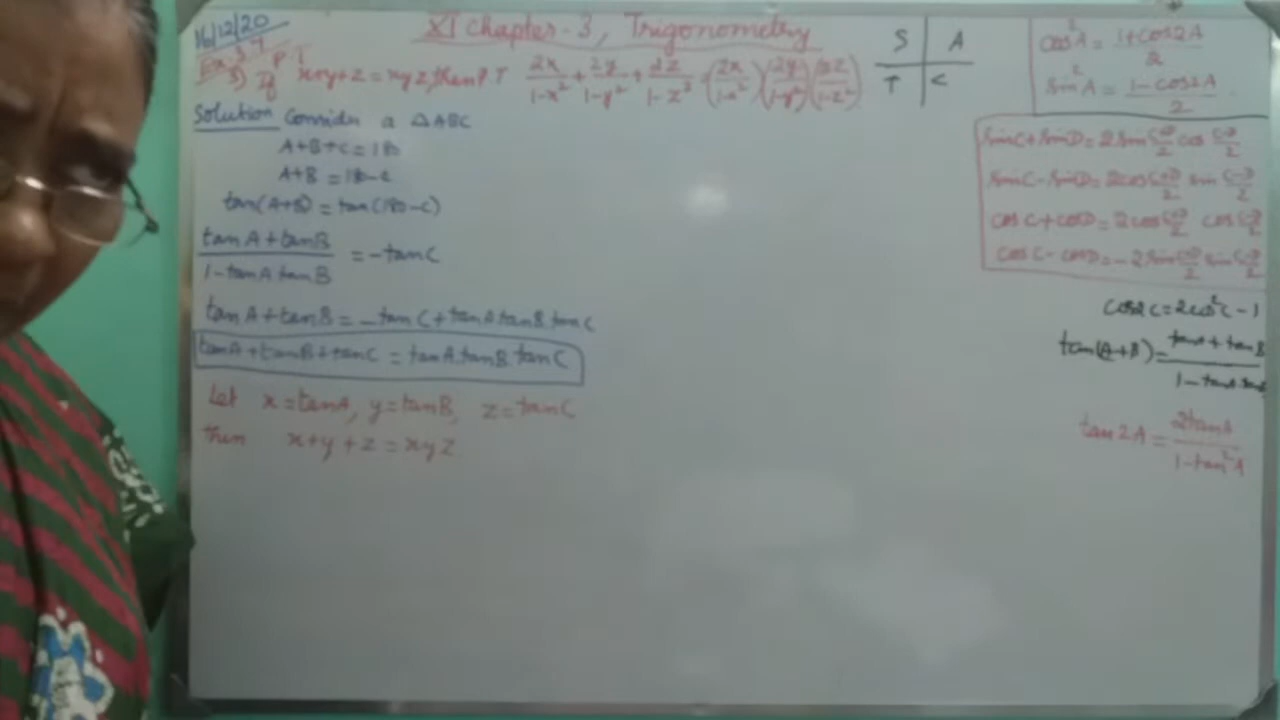 16/12/20
XI Chapter - 3, Trigonometry
Ex 3.4 P T
3) If x+y+z = xyz, then P T 2x/1-x² + 2y/1-y² + 2z/1-z² = (2x/1-x²)(2y/1-y²)(2z/1-z²)
Solution Consider a △ABC
A+B+C = 180
A+B = 180-C
tan(A+B) = tan(180-C)
tanA+tanB/1-tanA tanB = -tanC
tanA+tanB = -tanC+tanA tanB.tanC
tanA+tanB+tanC = tanA.tanB.tanC
Let x=tanA, y=tanB, z=tanC
then x+y+z = xyz
S A
T C
cos²A = 1+cos2A/2
sin²A = 1-cos2A/2
sinC+sinD=2sin C+D/2 cos C-D/2
sinC-sinD=2cos C+D/2 sin C-D/2
cosC+cosD=2cos C+D/2 cos C-D/2
cosC-cosD=-2sin C+D/2 sin C-D/2
cos2C=2cos²C-1
tan(A+B)=tanA+tanB/1-tanA tanB
tan2A=2tanA/1-tan²A